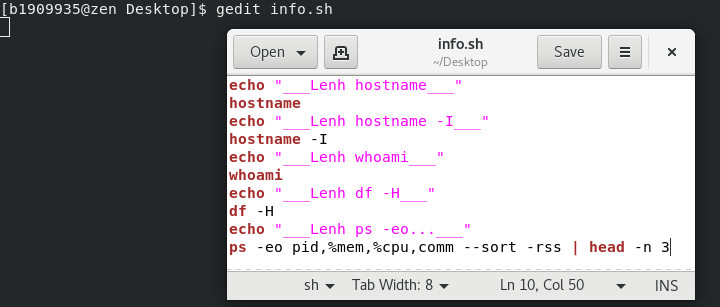 [b1909935@zen Desktop]$ gedit info.sh
Open
info.sh
~/Desktop
Save
echo "___Lenh hostname___"
hostname
echo "___Lenh hostname -I___"
hostname -I
echo "___Lenh whoami___"
whoami
echo "___Lenh df -H___"
df -H
echo "___Lenh ps -eo...___"
ps -eo pid,%mem,%cpu,comm --sort -rss | head -n 3
sh Tab Width: 8 Ln 10, Col 50 INS